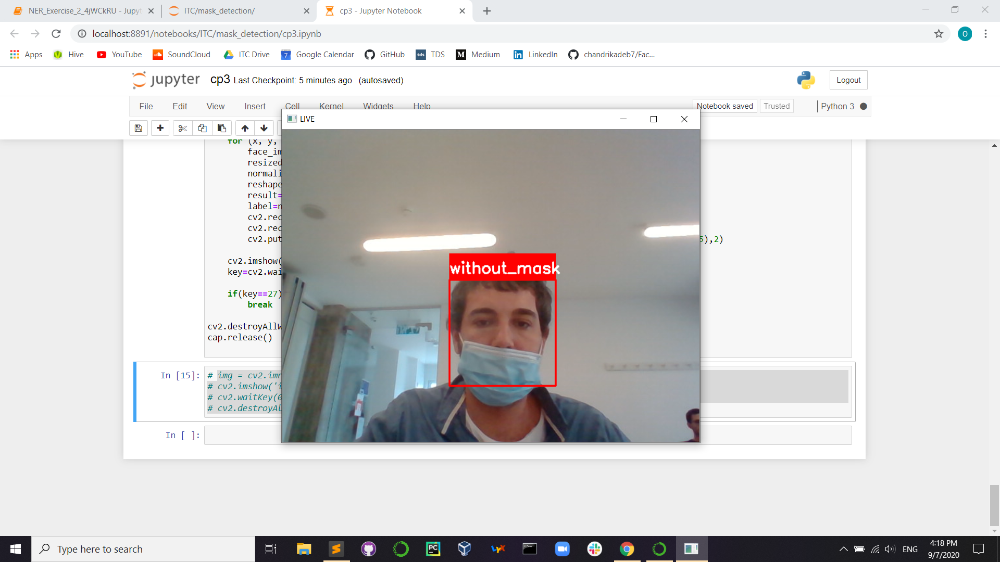 NER_Exercise_2_4jWCkRU - Jupyt
ITC/mask_detection/
cp3 - Jupyter Notebook
localhost:8891/notebooks/ITC/mask_detection/cp3.ipynb
O
Apps
Hive
YouTube
SoundCloud
ITC Drive
7
Google Calendar
GitHub
tds
TDS
M
Medium
in
LinkedIn
chandrikadeb7/Fac...
jupyter
cp3 Last Checkpoint: 5 minutes ago (autosaved)
Logout
File Edit View Insert Cell Kernel Widgets Help
Notebook saved
Trusted
Python 3
LIVE
for (x, y,
face_im
resized
normali
reshape
result=
label=n
cv2.rec
cv2.rec
cv2.put
5),2)
cv2.imshow(
key=cv2.wai
if(key==27)
break
cv2.destroyAllW
cap.release()
without_mask
In [15]:
# img = cv2.imr
# cv2.imshow('i
# cv2.waitKey(0
# cv2.destroyAl
In [ ]:
Type here to search
PC
LYX
ENG
4:18 PM
9/7/2020